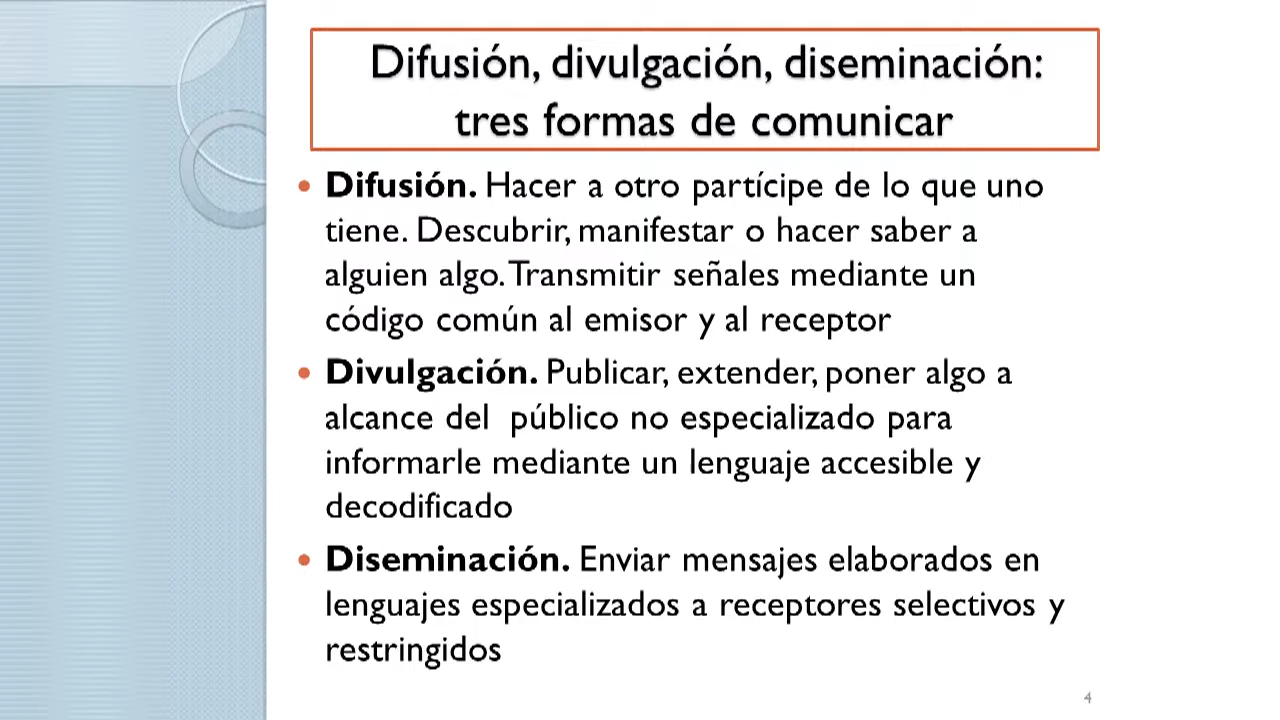 Difusión, divulgación, diseminación:
tres formas de comunicar
Difusión. Hacer a otro partícipe de lo que uno
tiene. Descubrir, manifestar o hacer saber a
alguien algo. Transmitir señales mediante un
código común al emisor y al receptor
Divulgación. Publicar, extender, poner algo a
alcance del público no especializado para
informarle mediante un lenguaje accesible y
decodificado
Diseminación. Enviar mensajes elaborados en
lenguajes especializados a receptores selectivos y
restringidos
4